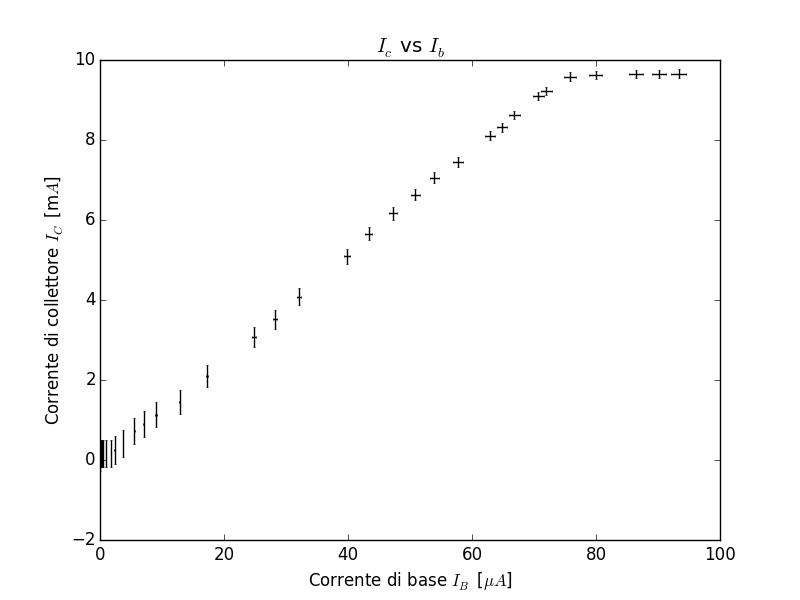 I_c vs I_b
10
8
6
4
2
0
−2
Corrente di collettore I_C [mA]
0 20 40 60 80 100
Corrente di base I_B [μA]